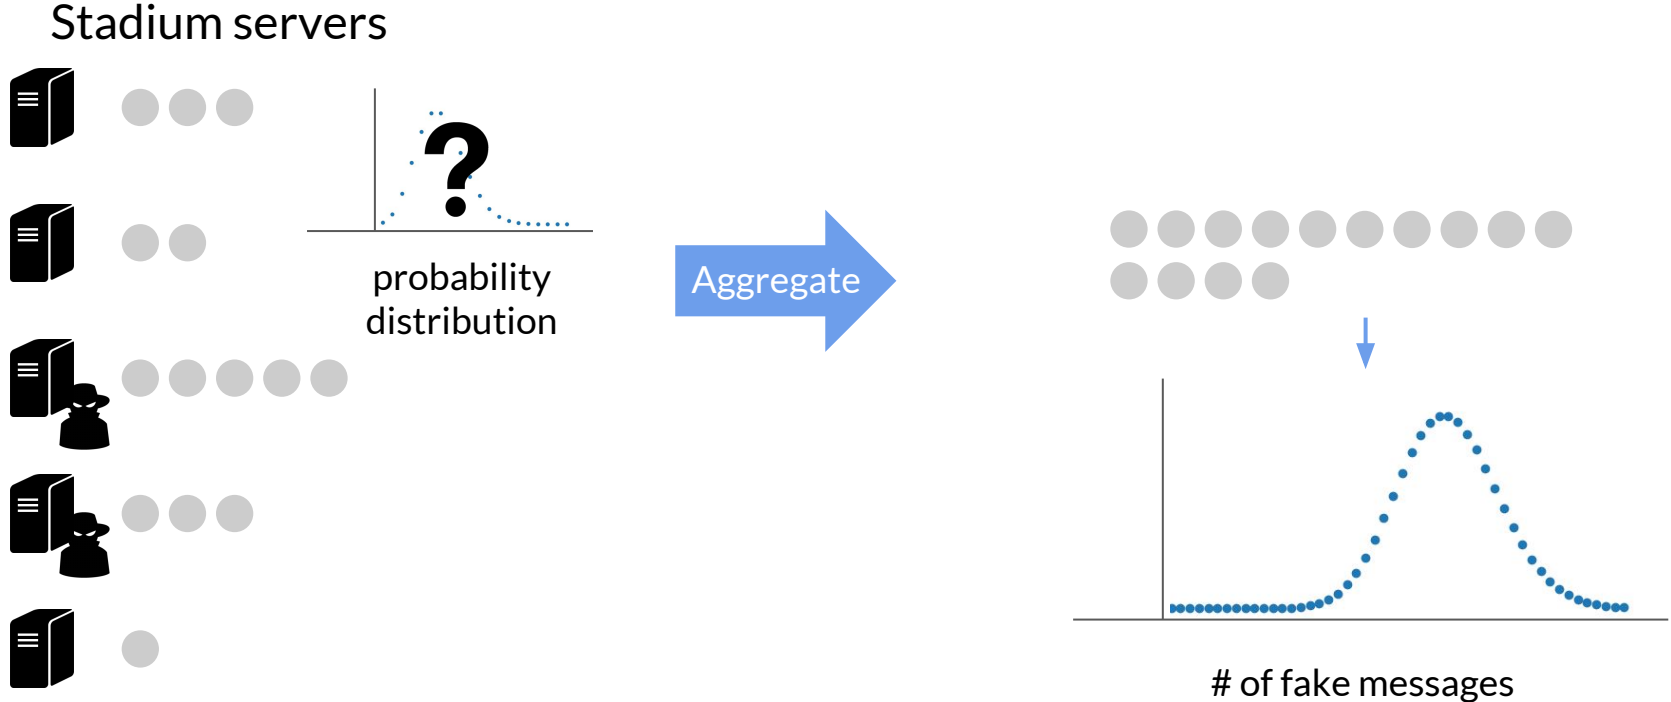 Stadium servers
?
probability
distribution
Aggregate
# of fake messages